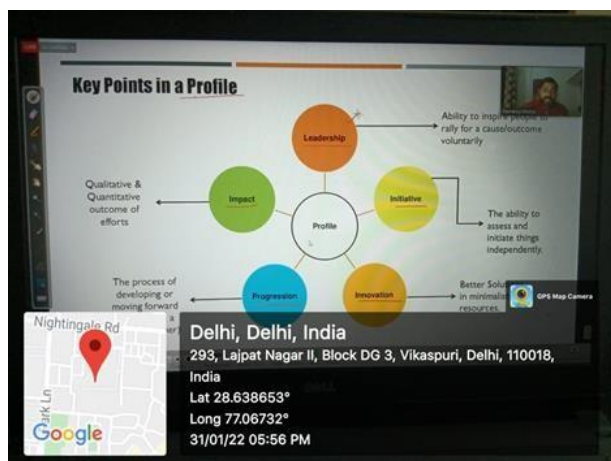 Key Points in a Profile
Leadership
Ability to inspire people to
rally for a cause/outcome
voluntarily
Impact
Qualitative &
Quantitative
outcome of
efforts
Initiative
The ability to
assess and
initiate things
independently.
Profile
Progression
The process of
developing or
moving forward
a
Innovation
Better
in
resources.
GPS Map Camera
Nightingale Rd
Google
Delhi, Delhi, India
293, Lajpat Nagar II, Block DG 3, Vikaspuri, Delhi, 110018,
India
Lat 28.638653°
Long 77.06732°
31/01/22 05:56 PM
DELL